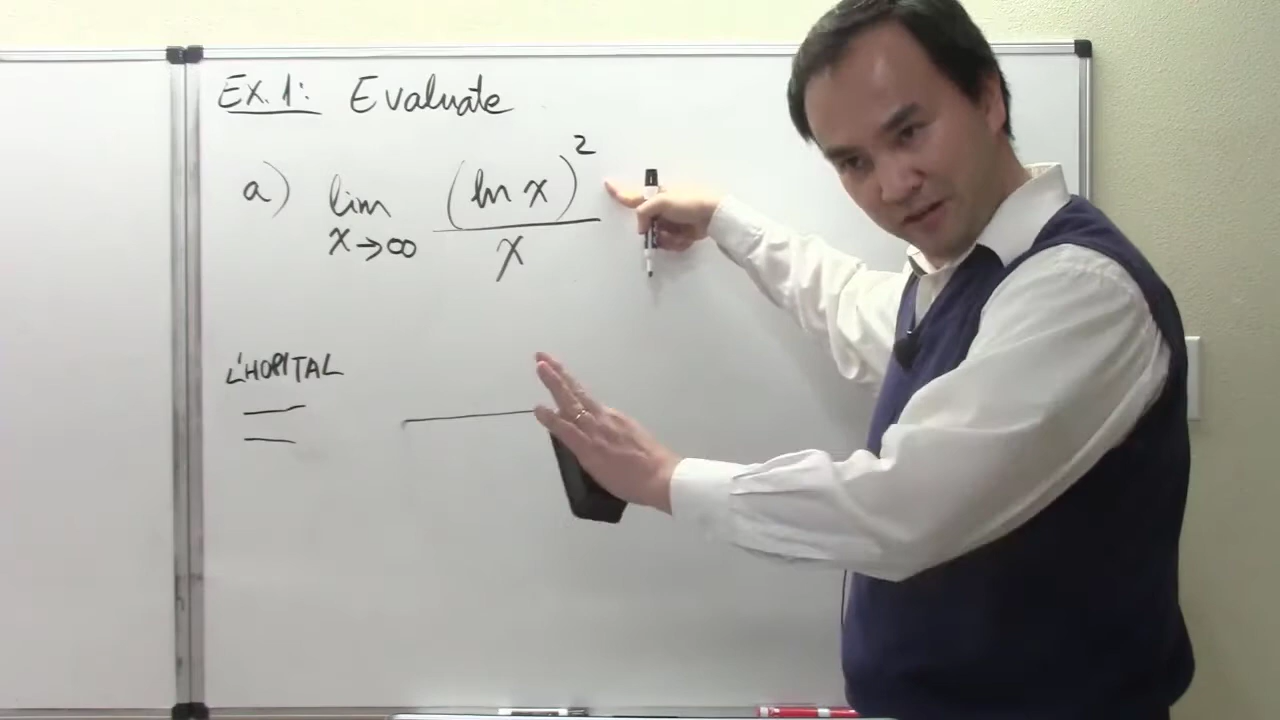 Ex. 1: Evaluate
a) lim x→∞ (ln x)² / x
L'HOPITAL
=